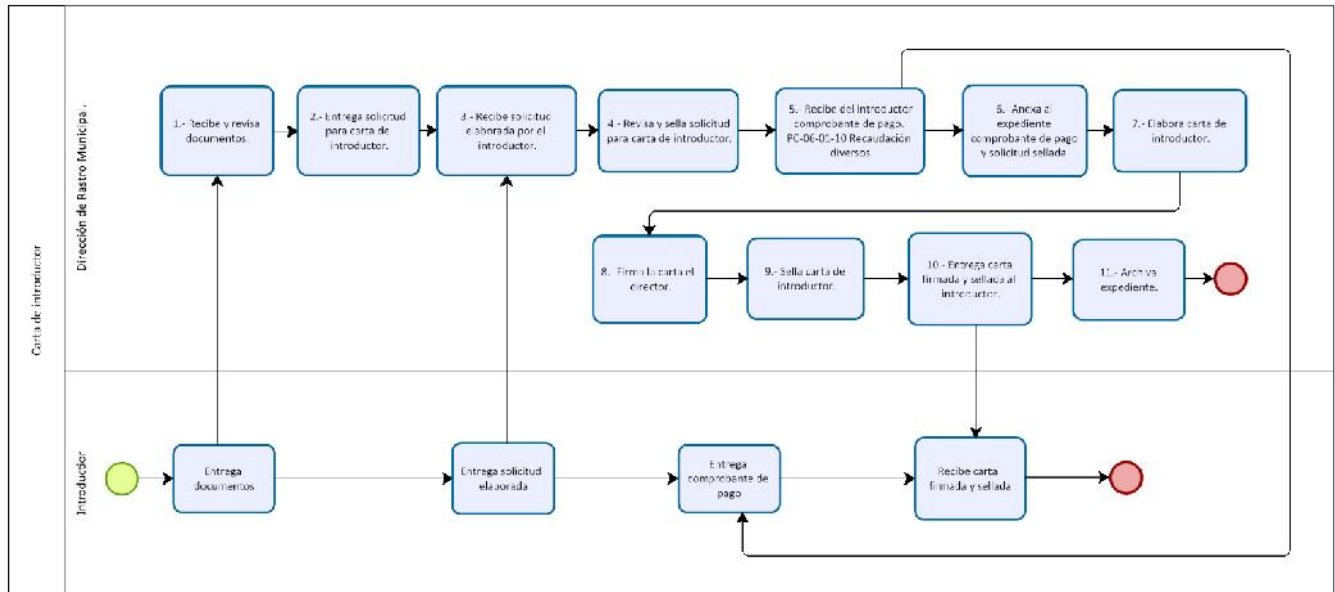 Carta de introductor
Dirección de Rastro Municipal.
1.- Recibe y revisa
documentos.
2.- Entrega solicitud
para carta de
introductor.
3.- Recibe solicitud
elaborada por el
introductor.
4.- Revisa y sella solicitud
para carta de introductor.
5.- Recibe del introductor
comprobante de pago.
PC-06-01-10 Recaudación
diversos
6.- Anexa al
expediente
comprobante de pago
y solicitud sellada
7.- Elabora carta de
introductor.
8.- Firma la carta el
director.
9.- Sella carta de
introductor.
10.- Entrega carta
firmada y sellada al
introductor.
11.- Archiva
expediente.
Introductor
Entrega
documentos
Entrega solicitud
elaborada
Entrega
comprobante de
pago
Recibe carta
firmada y sellada